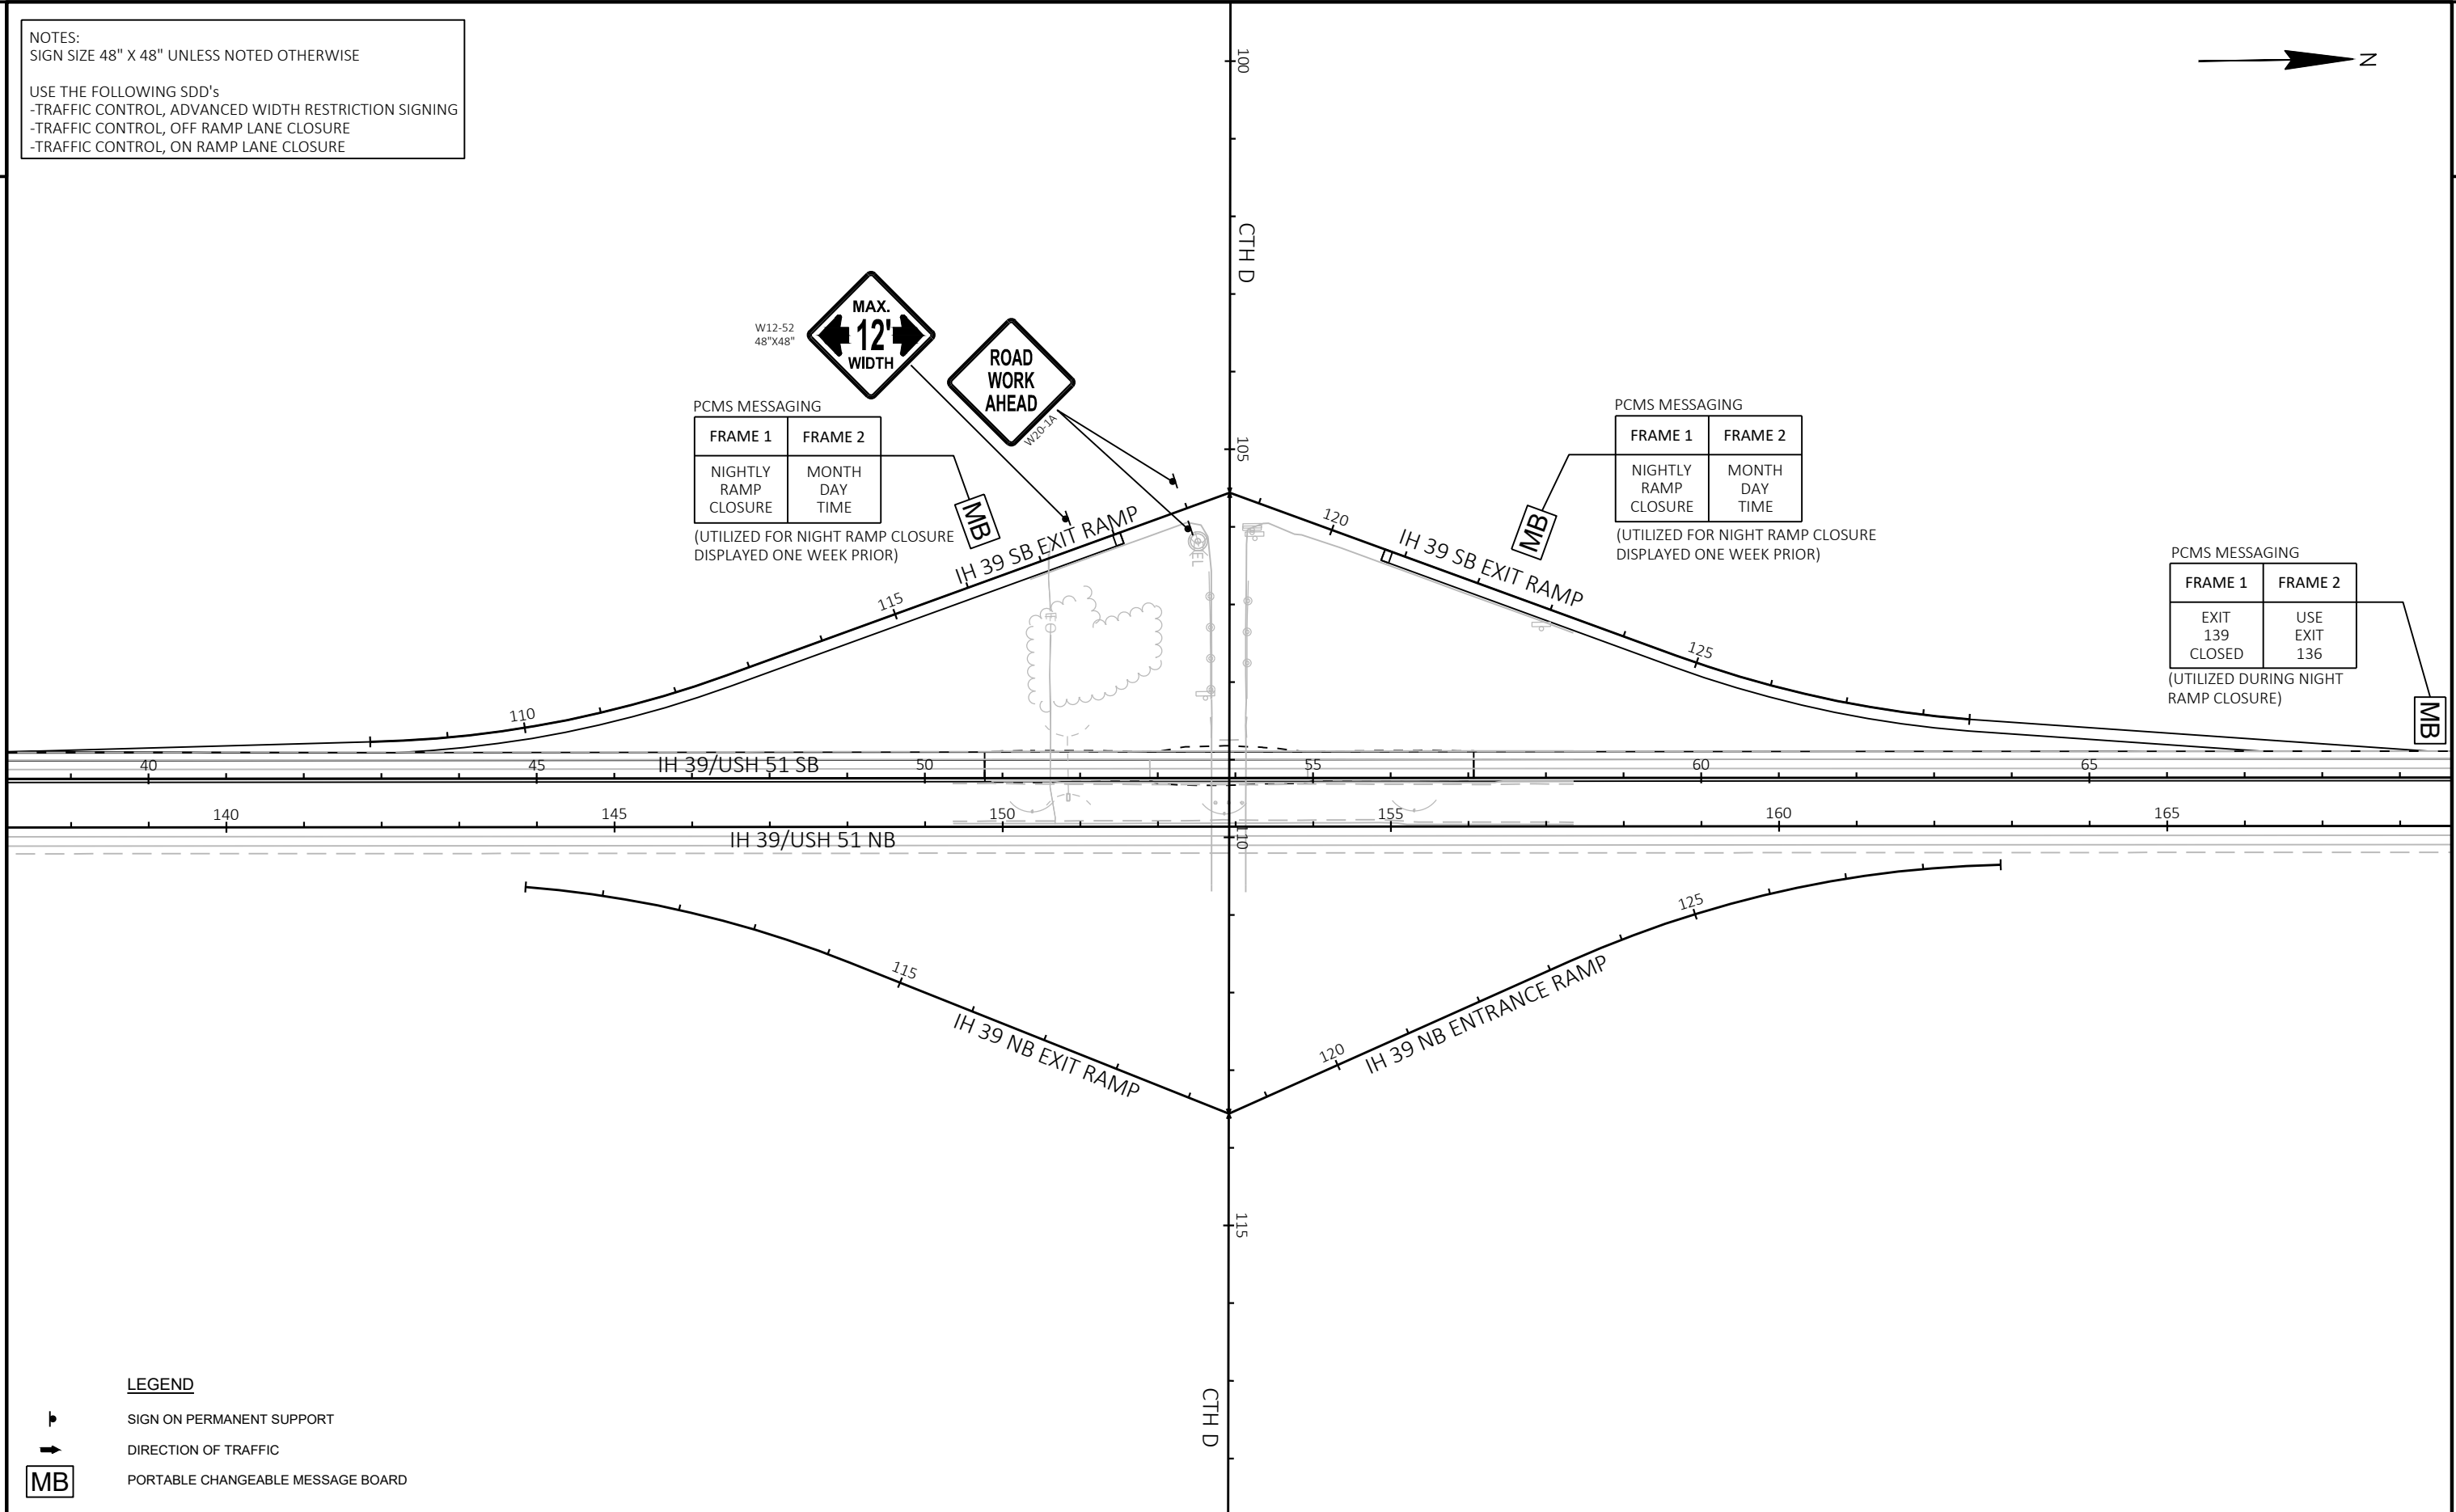 NOTES:
SIGN SIZE 48" X 48" UNLESS NOTED OTHERWISE
USE THE FOLLOWING SDD's
-TRAFFIC CONTROL, ADVANCED WIDTH RESTRICTION SIGNING
-TRAFFIC CONTROL, OFF RAMP LANE CLOSURE
-TRAFFIC CONTROL, ON RAMP LANE CLOSURE
N
100
CTH D
W12-52
48"X48"
MAX.
12'
WIDTH
ROAD
WORK
AHEAD
W20-1A
PCMS MESSAGING
FRAME 1 FRAME 2
NIGHTLY MONTH
RAMP DAY
CLOSURE TIME
(UTILIZED FOR NIGHT RAMP CLOSURE
DISPLAYED ONE WEEK PRIOR)
MB
105
PCMS MESSAGING
FRAME 1 FRAME 2
NIGHTLY MONTH
RAMP DAY
CLOSURE TIME
(UTILIZED FOR NIGHT RAMP CLOSURE
DISPLAYED ONE WEEK PRIOR)
MB
PCMS MESSAGING
FRAME 1 FRAME 2
EXIT USE
139 EXIT
CLOSED 136
(UTILIZED DURING NIGHT
RAMP CLOSURE)
MB
IH 39 SB EXIT RAMP
115
110
120
IH 39 SB EXIT RAMP
125
40 45 IH 39/USH 51 SB 50 55 60 65
140 145 150 155 160 165
IH 39/USH 51 NB
110
115
IH 39 NB EXIT RAMP
125
120
IH 39 NB ENTRANCE RAMP
115
CTH D
LEGEND
SIGN ON PERMANENT SUPPORT
DIRECTION OF TRAFFIC
MB PORTABLE CHANGEABLE MESSAGE BOARD